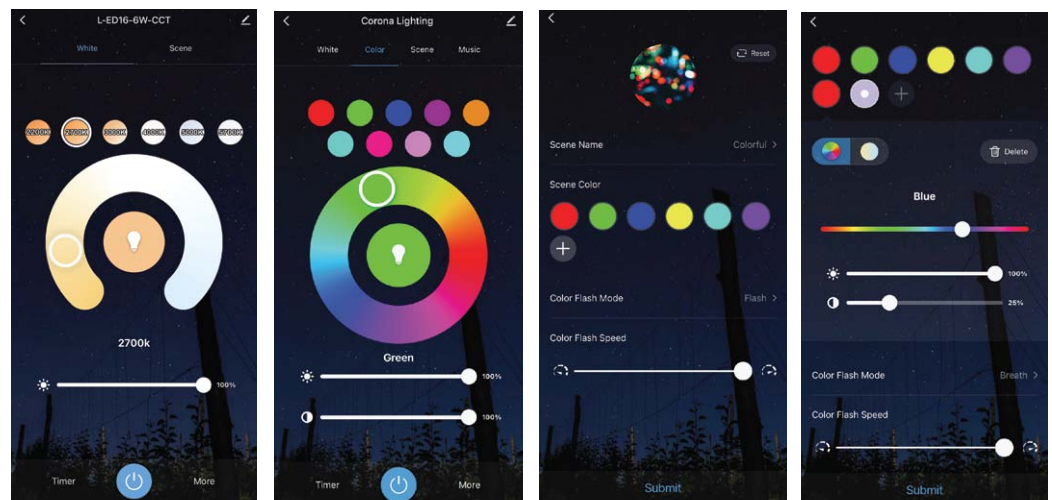 L-ED16-6W-CCT
White Scene
2200K 2700K 3000K 4000K 5000K 5700K
2700k
100%
Timer More
Corona Lighting
White Color Scene Music
Green
100%
100%
Timer More
Reset
Scene Name Colorful
Scene Color
Color Flash Mode Flash
Color Flash Speed
Submit
Delete
Blue
100%
25%
Color Flash Mode Breath
Color Flash Speed
Submit